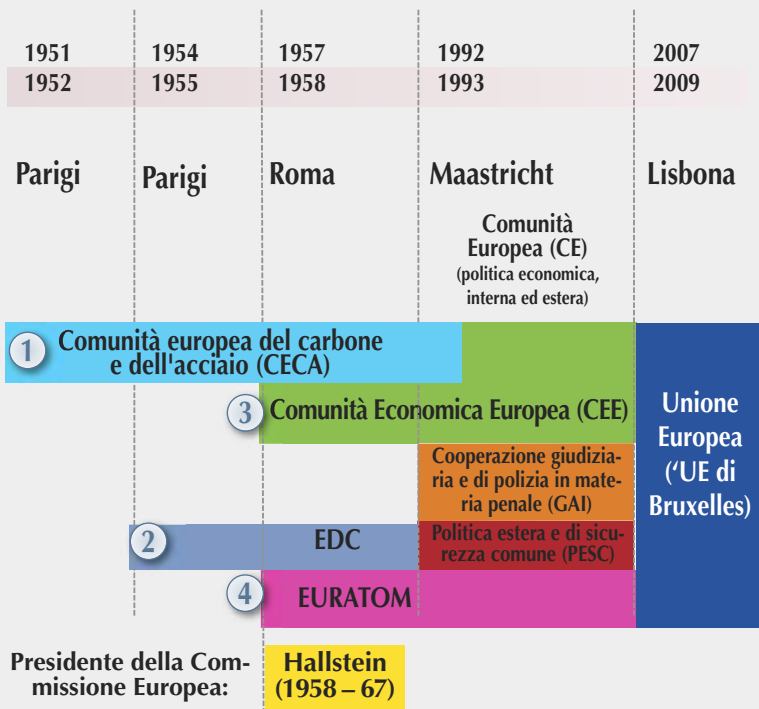 1951 1954 1957 1992 2007
1952 1955 1958 1993 2009
Parigi Parigi Roma Maastricht Lisbona
Comunità
Europea (CE)
(politica economica,
interna ed estera)
1 Comunità europea del carbone
e dell'acciaio (CECA)
3 Comunità Economica Europea (CEE)
Cooperazione giudizia-
ria e di polizia in mate-
ria penale (GAI)
2 EDC
Politica estera e di sicu-
rezza comune (PESC)
4 EURATOM
Unione
Europea
(‘UE di
Bruxelles)
Presidente della Com-
missione Europea:
Hallstein
(1958 – 67)